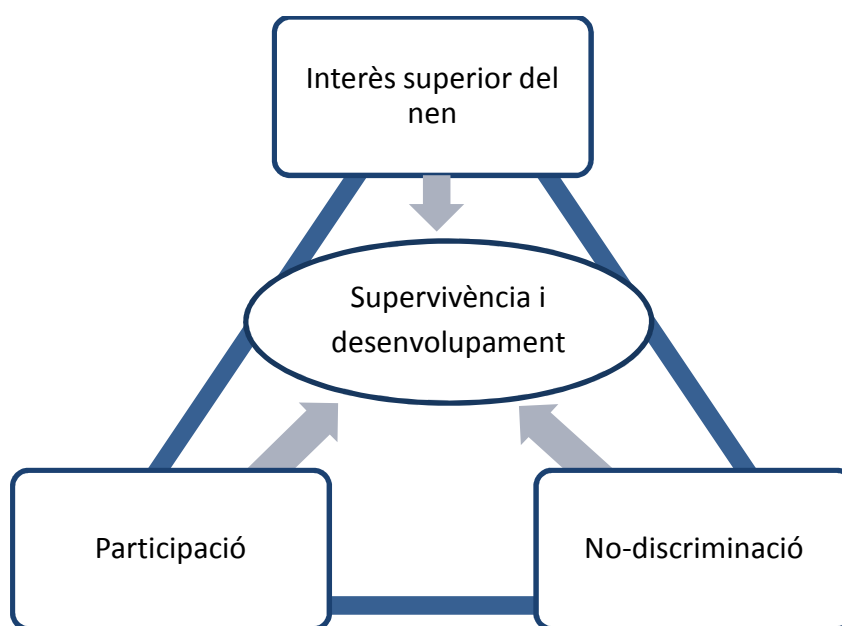 Interès superior del
nen
Supervivència i
desenvolupament
Participació
No-discriminació